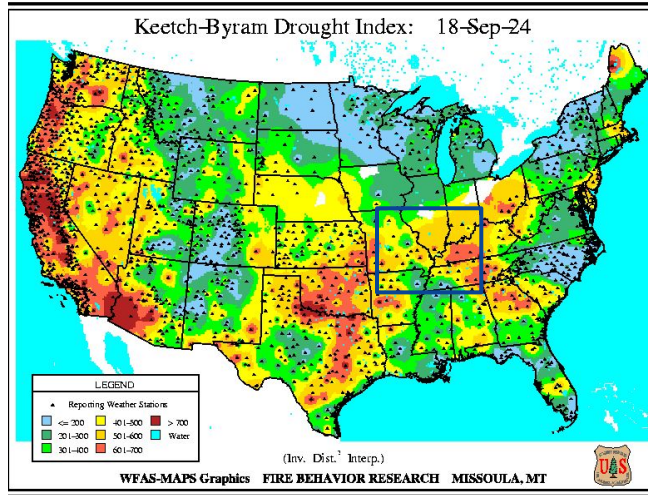 Keetch-Byram Drought Index: 18-Sep-24
LEGEND
Reporting Weather Stations
<= 200 401-500 > 700
201-300 501-600 Water
301-400 601-700
(Inv. Dist.² Interp.)
WFAS-MAPS Graphics FIRE BEHAVIOR RESEARCH MISSOULA, MT
U S